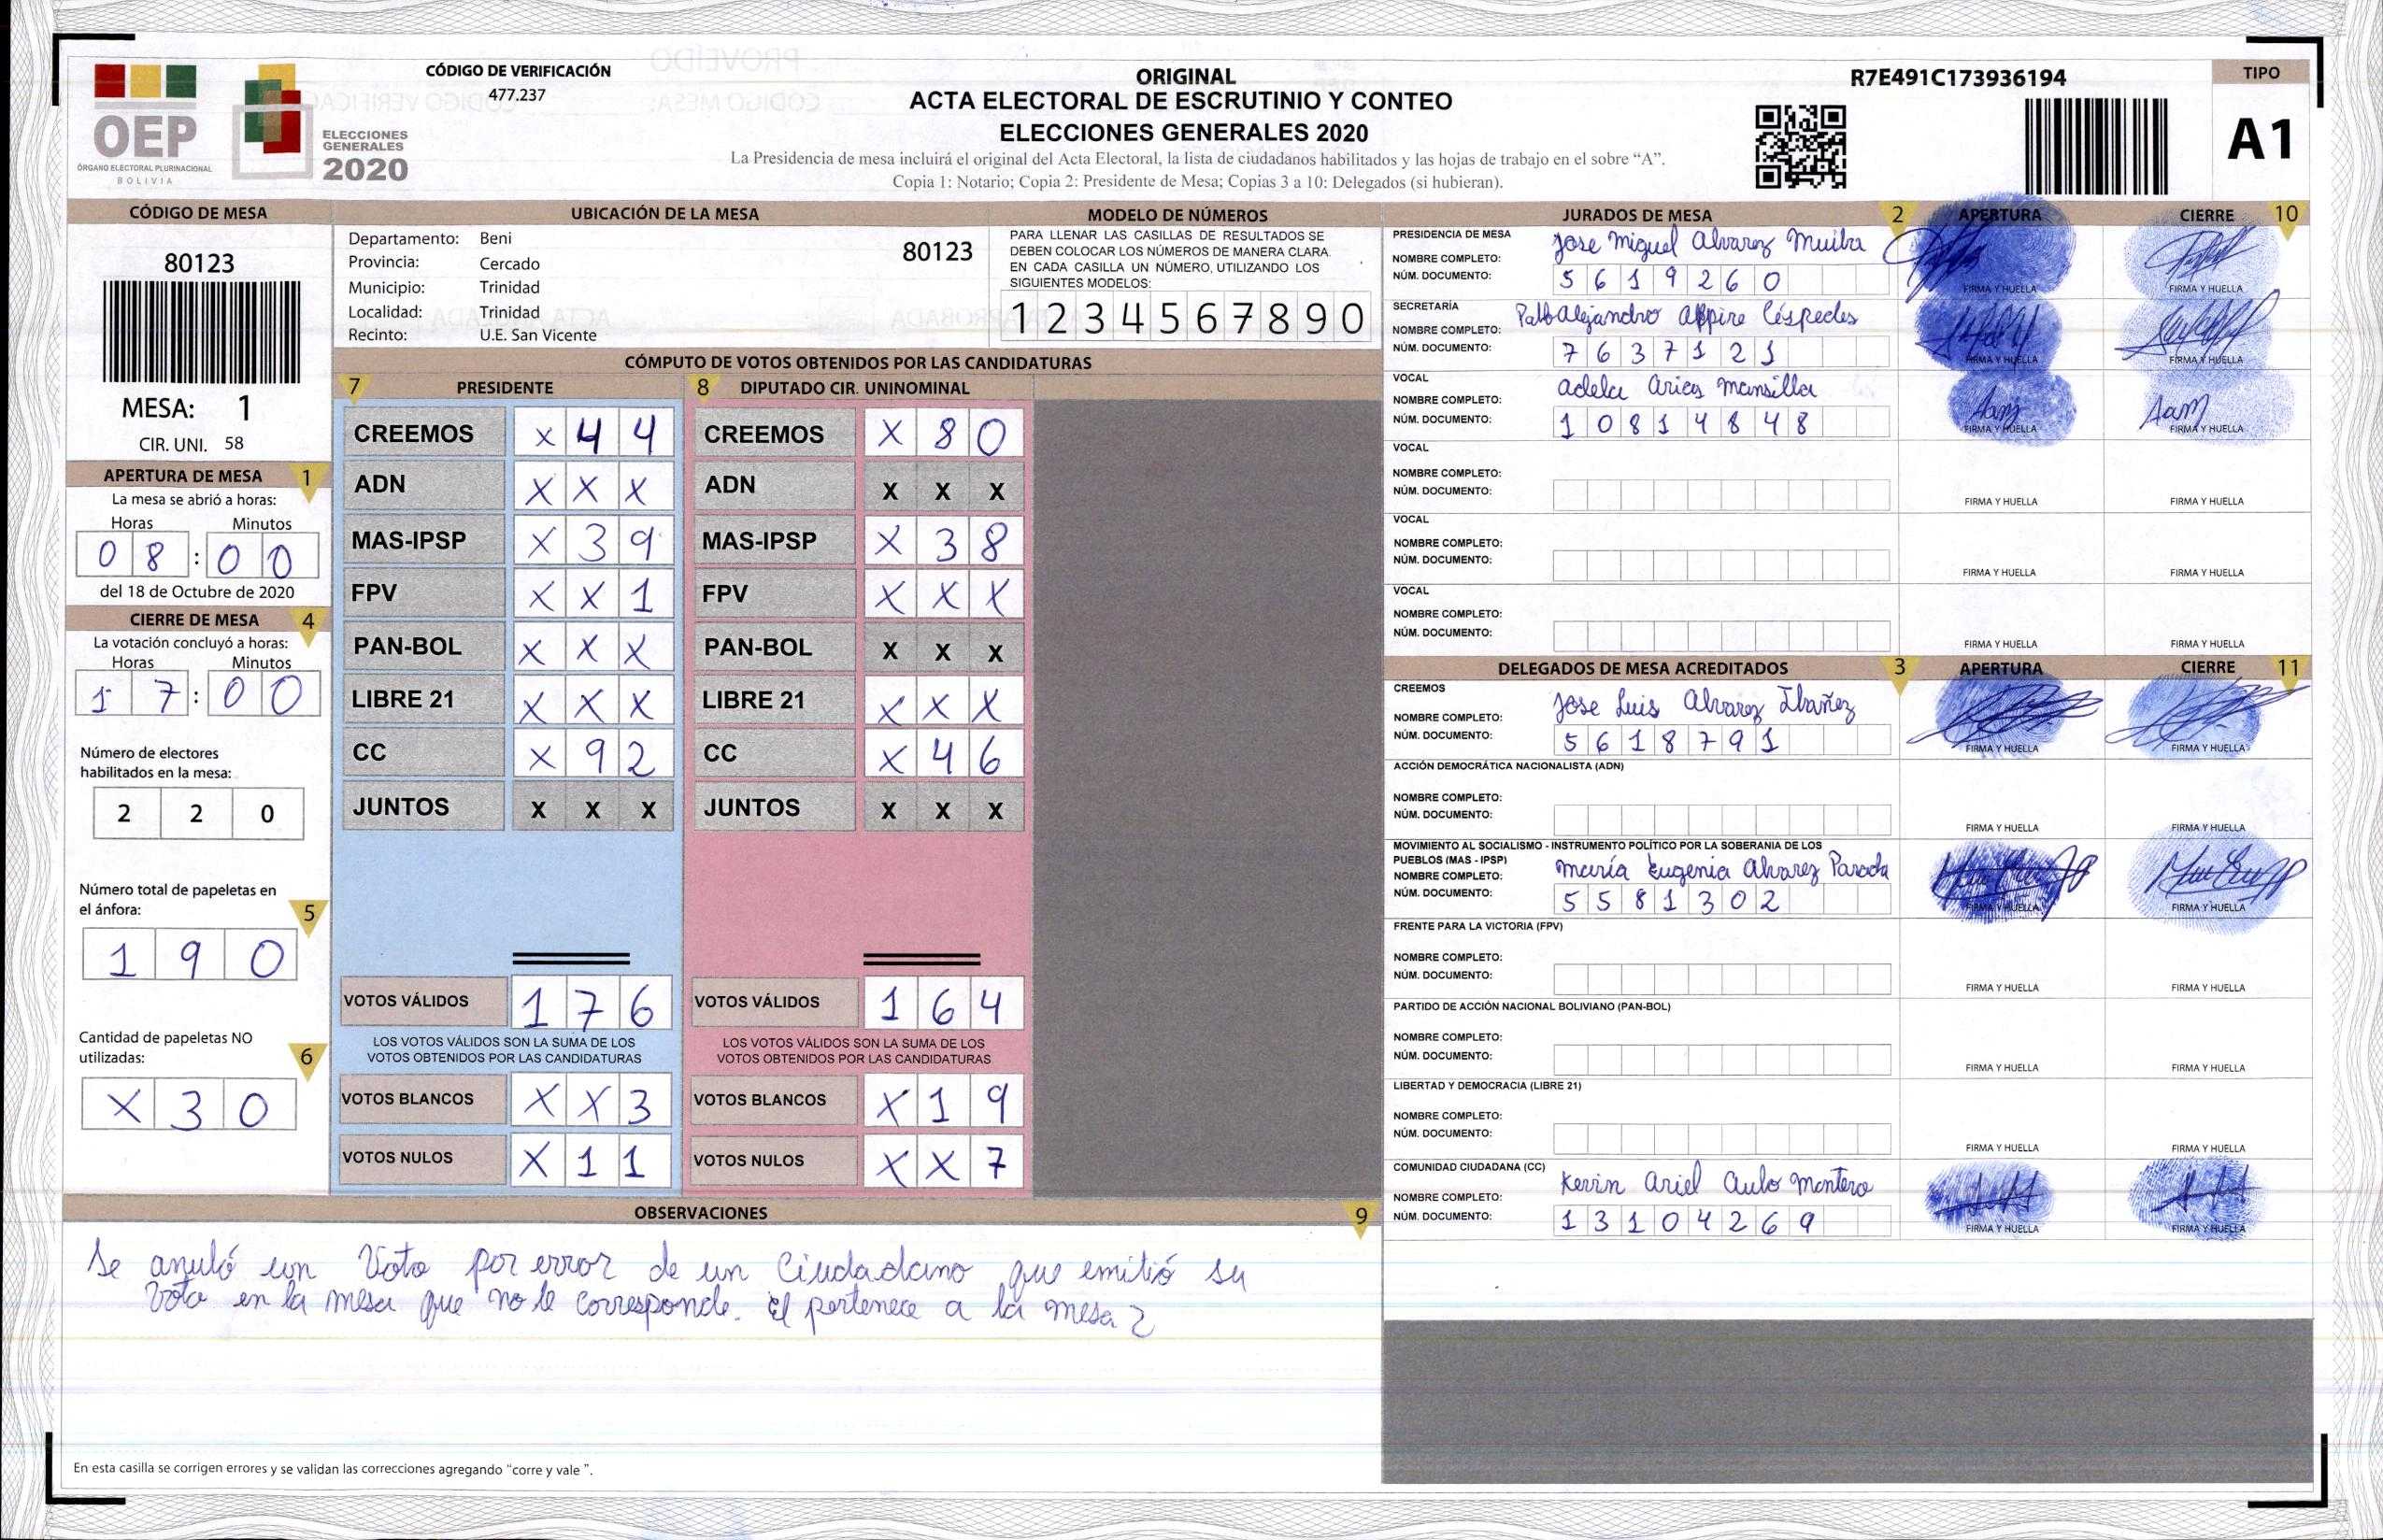 CÓDIGO DE VERIFICACIÓN
477.237
OEP
ÓRGANO ELECTORAL PLURINACIONAL
BOLIVIA
ELECCIONES
GENERALES
2020
ORIGINAL
ACTA ELECTORAL DE ESCRUTINIO Y CONTEO
ELECCIONES GENERALES 2020
La Presidencia de mesa incluirá el original del Acta Electoral, la lista de ciudadanos habilitados y las hojas de trabajo en el sobre “A”.
Copia 1: Notario; Copia 2: Presidente de Mesa; Copias 3 a 10: Delegados (si hubieran).
R7E491C173936194
TIPO
A1
CÓDIGO DE MESA
80123
MESA: 1
CIR. UNI. 58
APERTURA DE MESA 1
La mesa se abrió a horas:
Horas Minutos
0 8 : 0 0
del 18 de Octubre de 2020
CIERRE DE MESA 4
La votación concluyó a horas:
Horas Minutos
1 7 : 0 0
Número de electores
habilitados en la mesa:
2 2 0
Número total de papeletas en
el ánfora: 5
1 9 0
Cantidad de papeletas NO
utilizadas: 6
X 3 0
UBICACIÓN DE LA MESA
Departamento: Beni
Provincia: Cercado
Municipio: Trinidad
Localidad: Trinidad
Recinto: U.E. San Vicente
80123
MODELO DE NÚMEROS
PARA LLENAR LAS CASILLAS DE RESULTADOS SE
DEBEN COLOCAR LOS NÚMEROS DE MANERA CLARA.
EN CADA CASILLA UN NÚMERO, UTILIZANDO LOS
SIGUIENTES MODELOS:
1 2 3 4 5 6 7 8 9 0
CÓMPUTO DE VOTOS OBTENIDOS POR LAS CANDIDATURAS
7 PRESIDENTE
CREEMOS X 4 4
ADN X X X
MAS-IPSP X 3 9
FPV X X 1
PAN-BOL X X X
LIBRE 21 X X X
CC X 9 2
JUNTOS X X X
VOTOS VÁLIDOS 1 7 6
LOS VOTOS VÁLIDOS SON LA SUMA DE LOS
VOTOS OBTENIDOS POR LAS CANDIDATURAS
VOTOS BLANCOS X X 3
VOTOS NULOS X 1 1
8 DIPUTADO CIR. UNINOMINAL
CREEMOS X 8 0
ADN X X X
MAS-IPSP X 3 8
FPV X X X
PAN-BOL X X X
LIBRE 21 X X X
CC X 4 6
JUNTOS X X X
VOTOS VÁLIDOS 1 6 4
LOS VOTOS VÁLIDOS SON LA SUMA DE LOS
VOTOS OBTENIDOS POR LAS CANDIDATURAS
VOTOS BLANCOS X 1 9
VOTOS NULOS X X 7
OBSERVACIONES 9
Se anuló un Voto por error de un Ciudadano que emitió su
Voto en la mesa que no le corresponde. El pertenece a la mesa 2
En esta casilla se corrigen errores y se validan las correcciones agregando “corre y vale ”.
JURADOS DE MESA 2 APERTURA CIERRE 10
PRESIDENCIA DE MESA
NOMBRE COMPLETO: Jose Miguel Alvarez Muiba
NÚM. DOCUMENTO: 5 6 1 9 2 6 0
FIRMA Y HUELLA FIRMA Y HUELLA
SECRETARÍA
NOMBRE COMPLETO: Alejandro Céspedes
NÚM. DOCUMENTO: 7 6 3 7 1 2 1
FIRMA Y HUELLA FIRMA Y HUELLA
VOCAL
NOMBRE COMPLETO: Adela Arias Mansilla
NÚM. DOCUMENTO: 1 0 8 1 4 8 4 8
FIRMA Y HUELLA FIRMA Y HUELLA
VOCAL
NOMBRE COMPLETO:
NÚM. DOCUMENTO:
FIRMA Y HUELLA FIRMA Y HUELLA
VOCAL
NOMBRE COMPLETO:
NÚM. DOCUMENTO:
FIRMA Y HUELLA FIRMA Y HUELLA
VOCAL
NOMBRE COMPLETO:
NÚM. DOCUMENTO:
FIRMA Y HUELLA FIRMA Y HUELLA
DELEGADOS DE MESA ACREDITADOS 3 APERTURA CIERRE 11
CREEMOS
NOMBRE COMPLETO: Jose Luis Alvarez Ibañez
NÚM. DOCUMENTO: 5 6 1 8 7 9 1
FIRMA Y HUELLA FIRMA Y HUELLA
ACCIÓN DEMOCRÁTICA NACIONALISTA (ADN)
NOMBRE COMPLETO:
NÚM. DOCUMENTO:
FIRMA Y HUELLA FIRMA Y HUELLA
MOVIMIENTO AL SOCIALISMO - INSTRUMENTO POLÍTICO POR LA SOBERANIA DE LOS
PUEBLOS (MAS - IPSP)
NOMBRE COMPLETO: María Eugenia Alvarez Parada
NÚM. DOCUMENTO: 5 5 8 1 3 0 2
FIRMA Y HUELLA FIRMA Y HUELLA
FRENTE PARA LA VICTORIA (FPV)
NOMBRE COMPLETO:
NÚM. DOCUMENTO:
FIRMA Y HUELLA FIRMA Y HUELLA
PARTIDO DE ACCIÓN NACIONAL BOLIVIANO (PAN-BOL)
NOMBRE COMPLETO:
NÚM. DOCUMENTO:
FIRMA Y HUELLA FIRMA Y HUELLA
LIBERTAD Y DEMOCRACIA (LIBRE 21)
NOMBRE COMPLETO:
NÚM. DOCUMENTO:
FIRMA Y HUELLA FIRMA Y HUELLA
COMUNIDAD CIUDADANA (CC)
NOMBRE COMPLETO: Kevin Ariel Aulo Montero
NÚM. DOCUMENTO: 1 3 1 0 4 2 6 9
FIRMA Y HUELLA FIRMA Y HUELLA